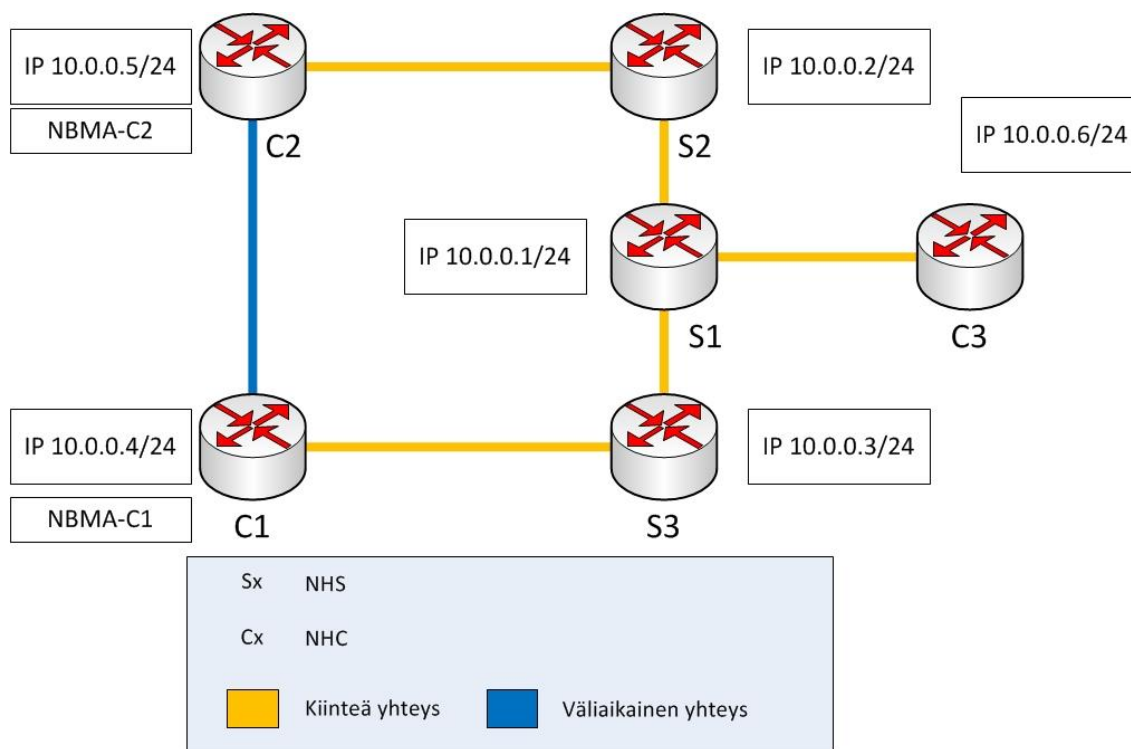 IP 10.0.0.5/24
NBMA-C2
C2
IP 10.0.0.2/24
S2
IP 10.0.0.6/24
IP 10.0.0.1/24
S1
C3
IP 10.0.0.4/24
NBMA-C1
C1
IP 10.0.0.3/24
S3
Sx NHS
Cx NHC
Kiinteä yhteys Väliaikainen yhteys